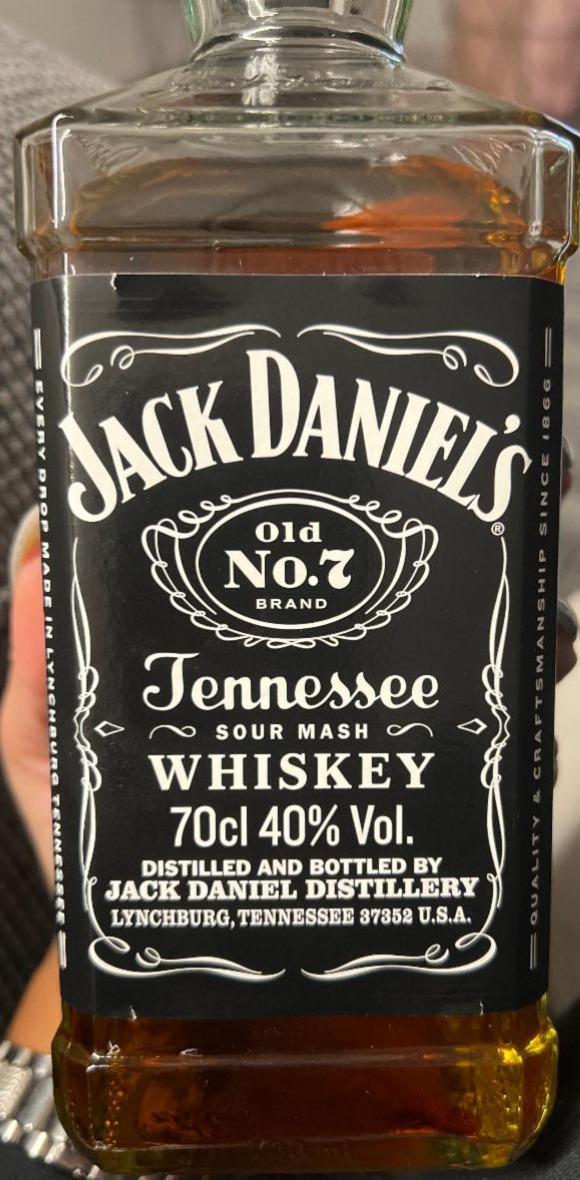 JACK DANIEL'S
®
Old
No.7
BRAND
Tennessee
SOUR MASH
WHISKEY
70cl 40% Vol.
DISTILLED AND BOTTLED BY
JACK DANIEL DISTILLERY
LYNCHBURG, TENNESSEE 37352 U.S.A.
EVERY DROP MADE IN LYNCHBURG TENNESSEE
QUALITY & CRAFTSMANSHIP SINCE 1866